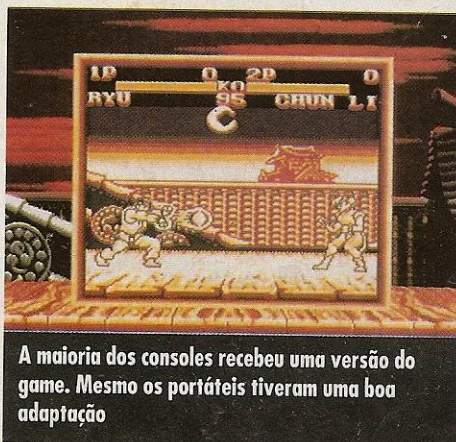 1P 0 2P 0
KO
RYU 95 CHUN LI
A maioria dos consoles recebeu uma versão do
game. Mesmo os portáteis tiveram uma boa
adaptação